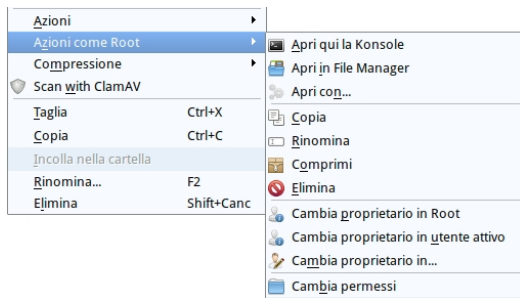 Azioni
Azioni come Root
Compressione
Scan with ClamAV
Taglia Ctrl+X
Copia Ctrl+C
Incolla nella cartella
Rinomina... F2
Elimina Shift+Canc
Apri qui la Konsole
Apri in File Manager
Apri con...
Copia
Rinomina
Comprimi
Elimina
Cambia proprietario in Root
Cambia proprietario in utente attivo
Cambia proprietario in...
Cambia permessi